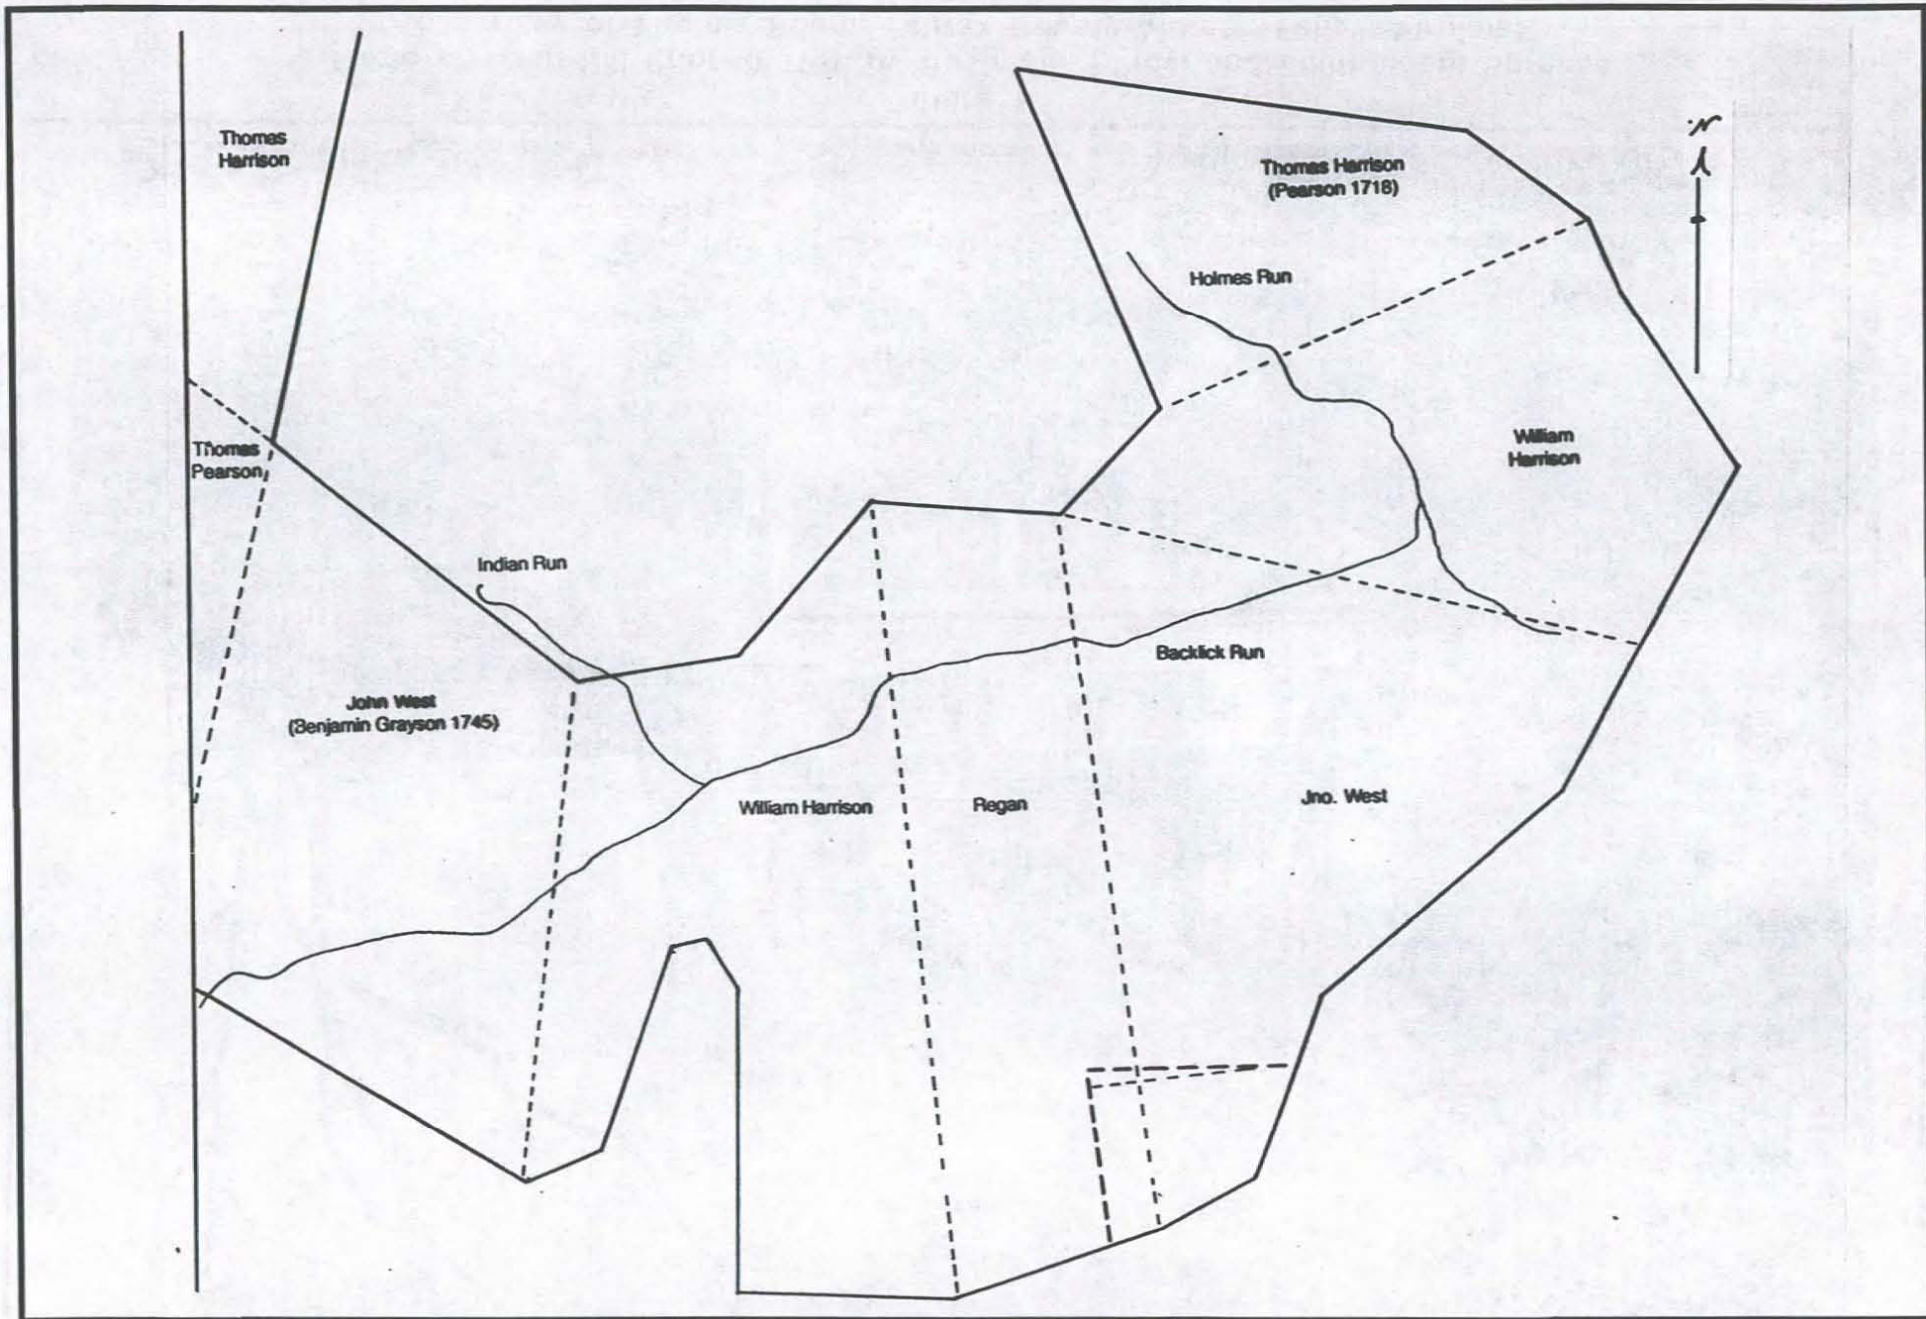 Thomas
Harrison
Thomas Harrison
(Pearson 1718)
N
Holmes Run
William
Harrison
Thomas
Pearson
Indian Run
Backlick Run
John West
(Benjamin Grayson 1745)
William Harrison
Regan
Jno. West